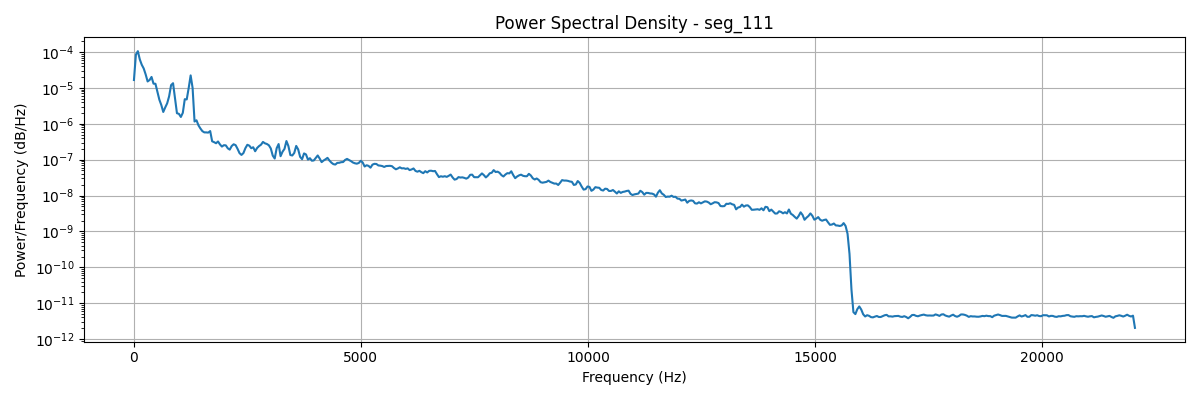 Power Spectral Density - seg_111
Power/Frequency (dB/Hz)
10⁻⁴
10⁻⁵
10⁻⁶
10⁻⁷
10⁻⁸
10⁻⁹
10⁻¹⁰
10⁻¹¹
10⁻¹²
0 5000 10000 15000 20000
Frequency (Hz)